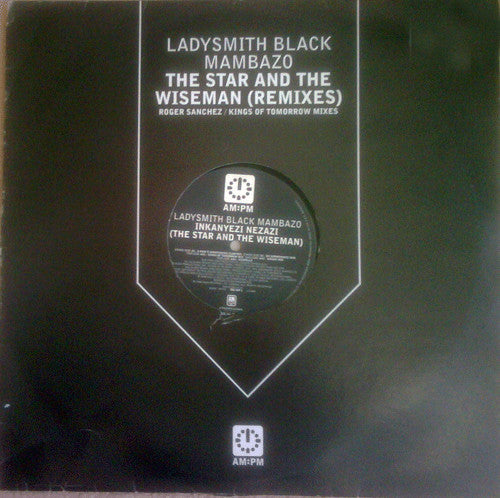 LADYSMITH BLACK
MAMBAZO
THE STAR AND THE
WISEMAN (REMIXES)
ROGER SANCHEZ / KINGS OF TOMORROW MIXES
AM:PM
LADYSMITH BLACK MAMBAZO
INKANYEZI NEZAZI
(THE STAR AND THE WISEMAN)
AM:PM